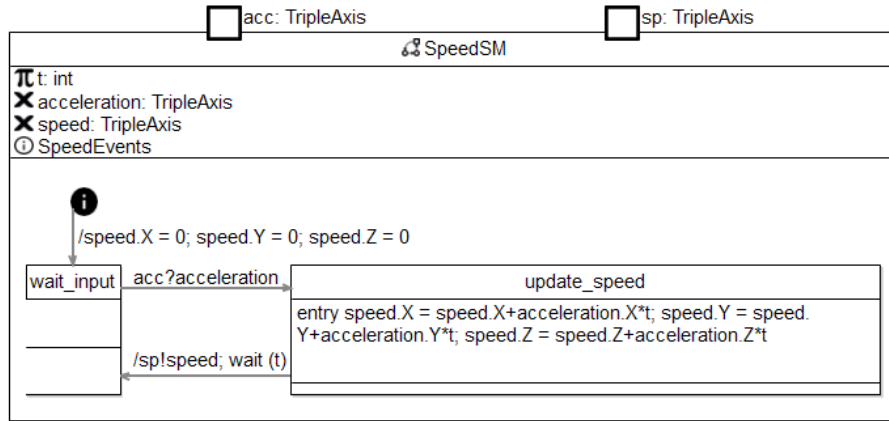 acc: TripleAxis
sp: TripleAxis
SpeedSM
π t: int
acceleration: TripleAxis
speed: TripleAxis
SpeedEvents
i
/speed.X = 0; speed.Y = 0; speed.Z = 0
wait_input
acc?acceleration
update_speed
entry speed.X = speed.X+acceleration.X*t; speed.Y = speed.
Y+acceleration.Y*t; speed.Z = speed.Z+acceleration.Z*t
/sp!speed; wait (t)